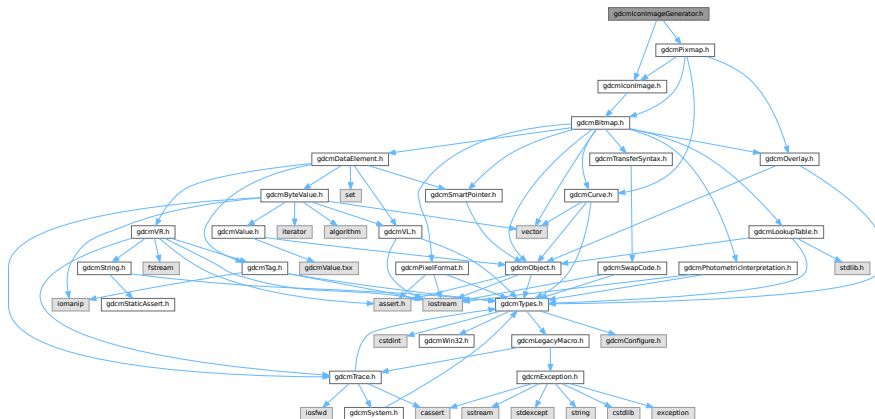 gdcmIconImageGenerator.h
gdcmPixmap.h
gdcmIconImage.h
gdcmBitmap.h
gdcmDataElement.h
gdcmTransferSyntax.h
gdcmOverlay.h
gdcmByteValue.h
set
gdcmSmartPointer.h
gdcmCurve.h
gdcmVR.h
gdcmValue.h
iterator
algorithm
gdcmVL.h
vector
gdcmLookupTable.h
gdcmString.h
fstream
gdcmTag.h
gdcmValue.txx
gdcmPixelFormat.h
gdcmObject.h
gdcmSwapCode.h
gdcmPhotometricInterpretation.h
stdlib.h
iomanip
gdcmStaticAssert.h
assert.h
iostream
gdcmTypes.h
cstdint
gdcmWin32.h
gdcmLegacyMacro.h
gdcmConfigure.h
gdcmTrace.h
gdcmException.h
iosfwd
gdcmSystem.h
cassert
sstream
stdexcept
string
cstdlib
exception